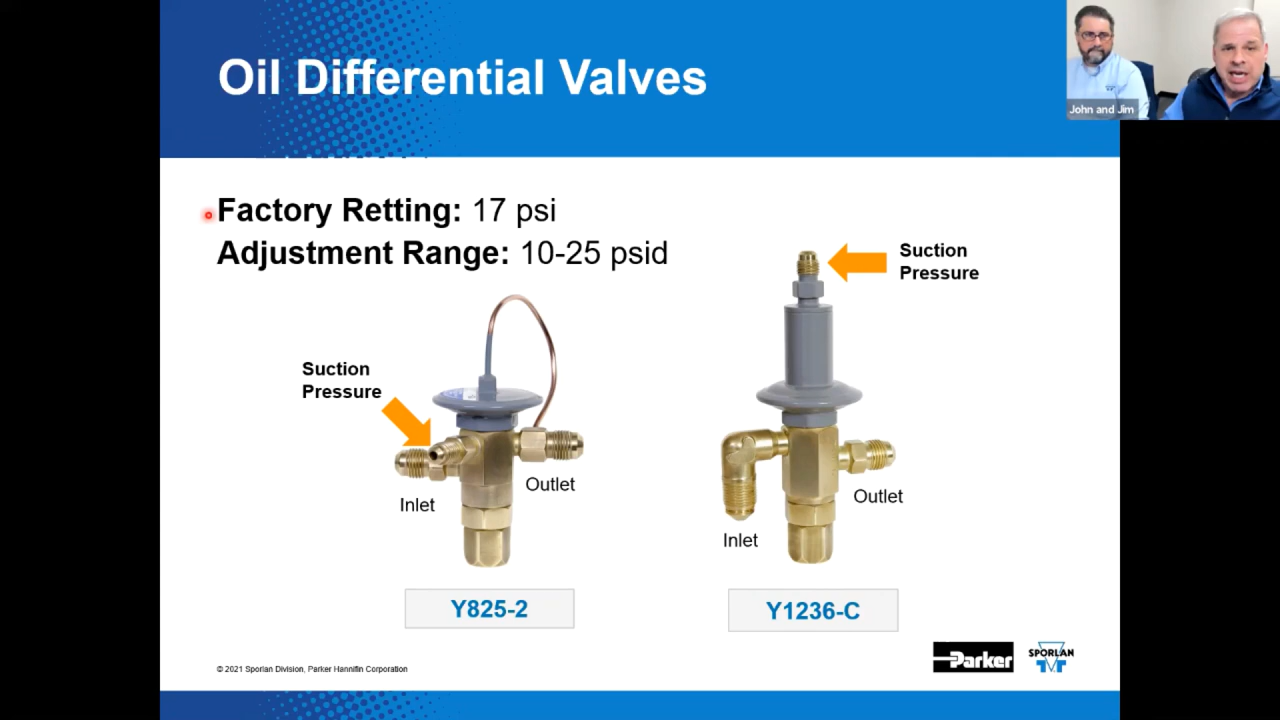 Oil Differential Valves
John and Jim
Factory Retting: 17 psi
Adjustment Range: 10-25 psid
Suction
Pressure
Suction
Pressure
Inlet
Outlet
Inlet
Outlet
Y825-2
Y1236-C
© 2021 Sporlan Division, Parker Hannifin Corporation
Parker
SPORLAN